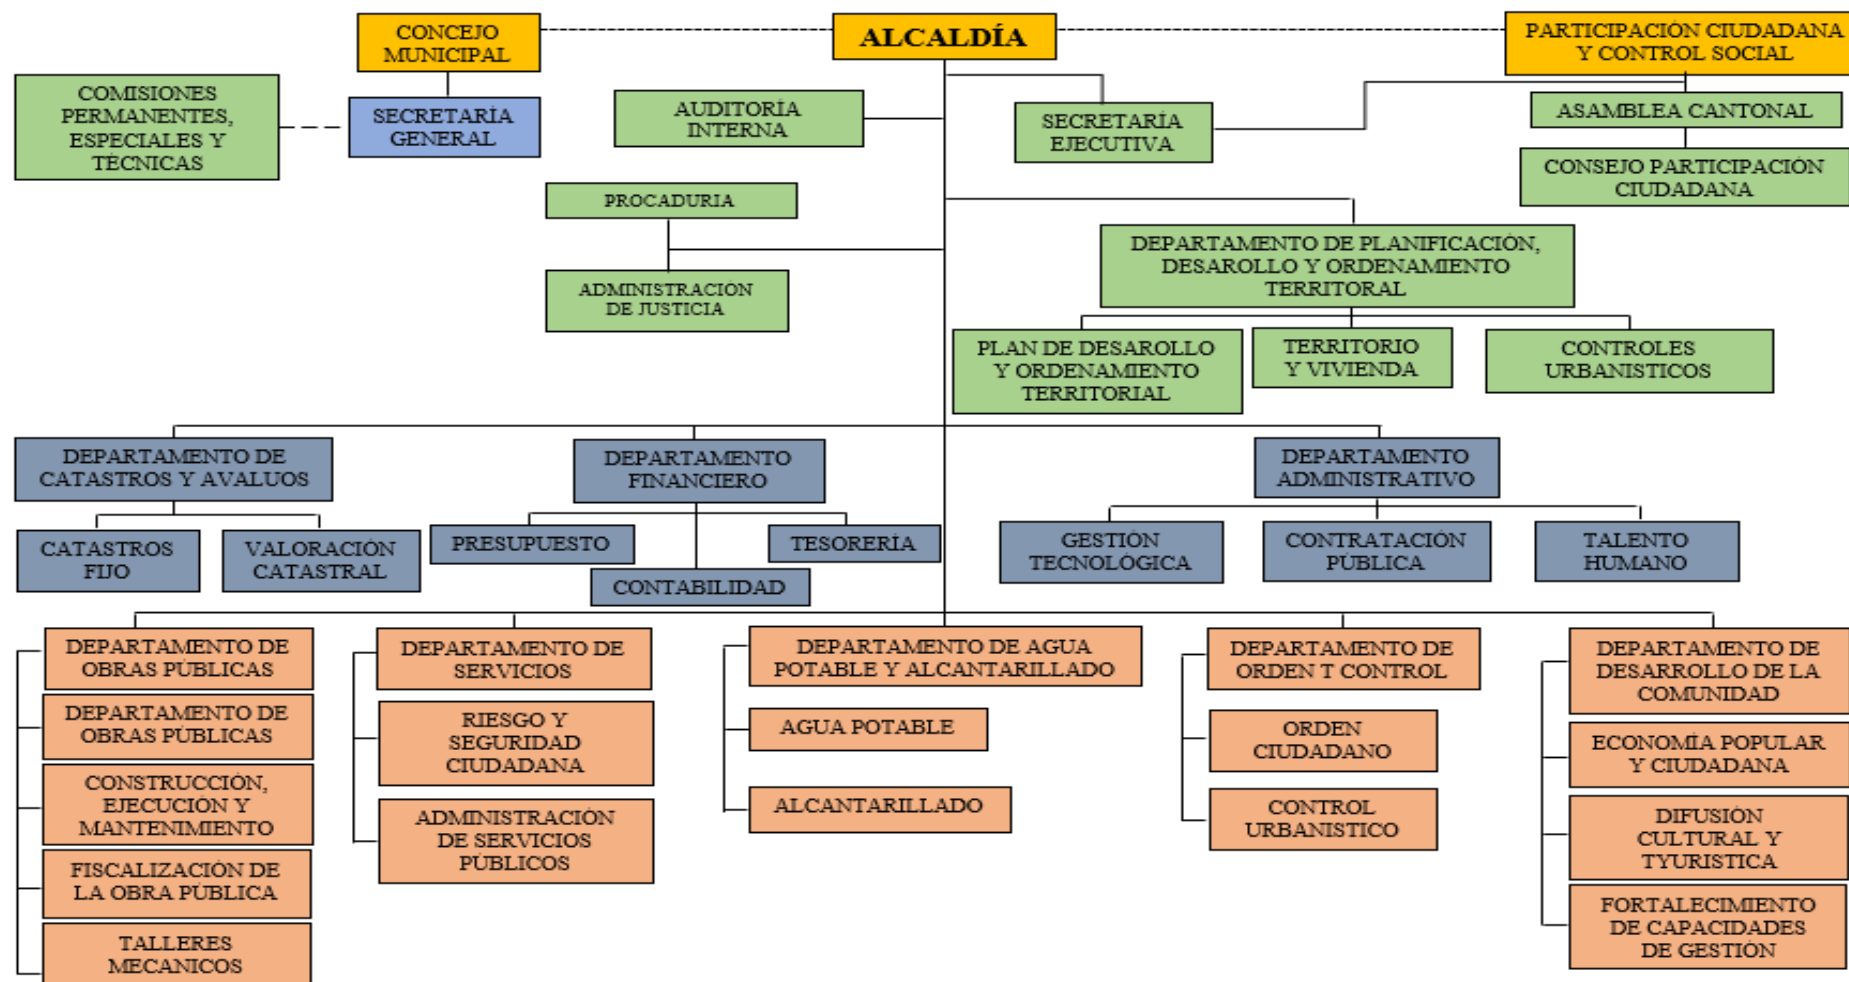 CONCEJO
MUNICIPAL
ALCALDÍA
PARTICIPACIÓN CIUDADANA
Y CONTROL SOCIAL
COMISIONES
PERMANENTES,
ESPECIALES Y
TÉCNICAS
SECRETARÍA
GENERAL
AUDITORÍA
INTERNA
SECRETARÍA
EJECUTIVA
ASAMBLEA CANTONAL
CONSEJO PARTICIPACIÓN
CIUDADANA
PROCADURIA
ADMINISTRACIÓN
DE JUSTICIA
DEPARTAMENTO DE PLANIFICACIÓN,
DESAROLLO Y ORDENAMIENTO
TERRITORAL
PLAN DE DESAROLLO
Y ORDENAMIENTO
TERRITORIAL
TERRITORIO
Y VIVIENDA
CONTROLES
URBANISTICOS
DEPARTAMENTO DE
CATASTROS Y AVALUOS
DEPARTAMENTO
FINANCIERO
DEPARTAMENTO
ADMINISTRATIVO
CATASTROS
FIJO
VALORACIÓN
CATASTRAL
PRESUPUESTO
CONTABILIDAD
TESORERÍA
GESTIÓN
TECNOLÓGICA
CONTRATACIÓN
PÚBLICA
TALENTO
HUMANO
DEPARTAMENTO DE
OBRAS PÚBLICAS
DEPARTAMENTO DE
OBRAS PÚBLICAS
CONSTRUCCIÓN,
EJECUCIÓN Y
MANTENIMIENTO
FISCALIZACIÓN DE
LA OBRA PÚBLICA
TALLERES
MECANICOS
DEPARTAMENTO DE
SERVICIOS
RIESGO Y
SEGURIDAD
CIUDADANA
ADMINISTRACIÓN
DE SERVICIOS
PÚBLICOS
DEPARTAMENTO DE AGUA
POTABLE Y ALCANTARILLADO
AGUA POTABLE
ALCANTARILLADO
DEPARTAMENTO DE
ORDEN T CONTROL
ORDEN
CIUDADANO
CONTROL
URBANISTICO
DEPARTAMENTO DE
DESARROLLO DE LA
COMUNIDAD
ECONOMÍA POPULAR
Y CIUDADANA
DIFUSIÓN
CULTURAL Y
TYURISTICA
FORTALECIMIENTO
DE CAPACIDADES
DE GESTIÓN